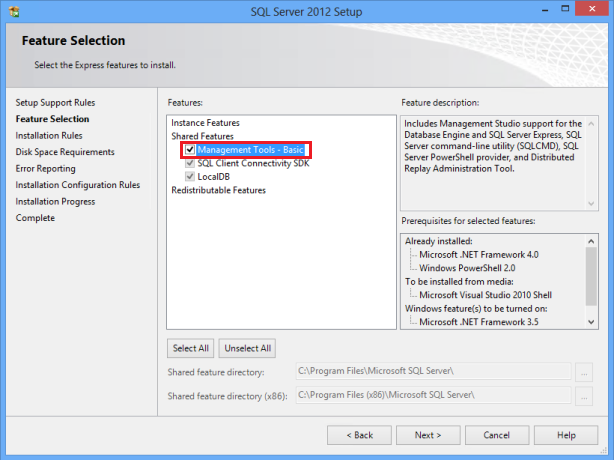 SQL Server 2012 Setup
Feature Selection
Select the Express features to install.
Setup Support Rules
Feature Selection
Installation Rules
Disk Space Requirements
Error Reporting
Installation Configuration Rules
Installation Progress
Complete
Features:
Instance Features
Shared Features
Management Tools - Basic
SQL Client Connectivity SDK
LocalDB
Redistributable Features
Feature description:
Includes Management Studio support for the
Database Engine and SQL Server Express, SQL
Server command-line utility (SQLCMD), SQL
Server PowerShell provider, and Distributed
Replay Administration Tool.
Prerequisites for selected features:
Already installed:
Microsoft .NET Framework 4.0
Windows PowerShell 2.0
To be installed from media:
Microsoft Visual Studio 2010 Shell
Windows feature(s) to be turned on:
Microsoft .NET Framework 3.5
Select All
Unselect All
Shared feature directory:
C:\Program Files\Microsoft SQL Server\
...
Shared feature directory (x86):
C:\Program Files (x86)\Microsoft SQL Server\
...
< Back
Next >
Cancel
Help